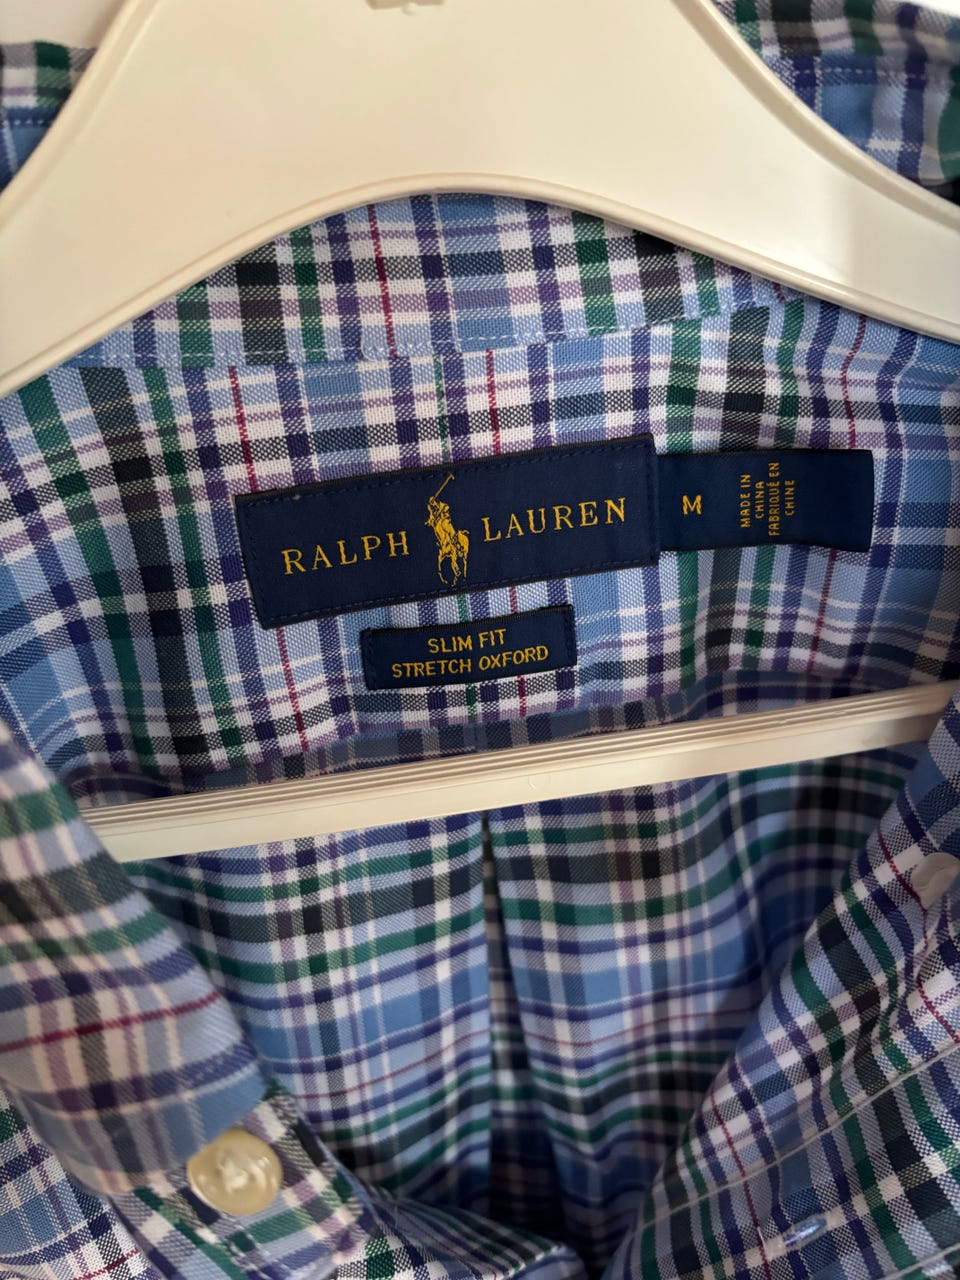 RALPH LAUREN
M
MADE IN
CHINA
FABRIQUÉ EN
CHINE
SLIM FIT
STRETCH OXFORD